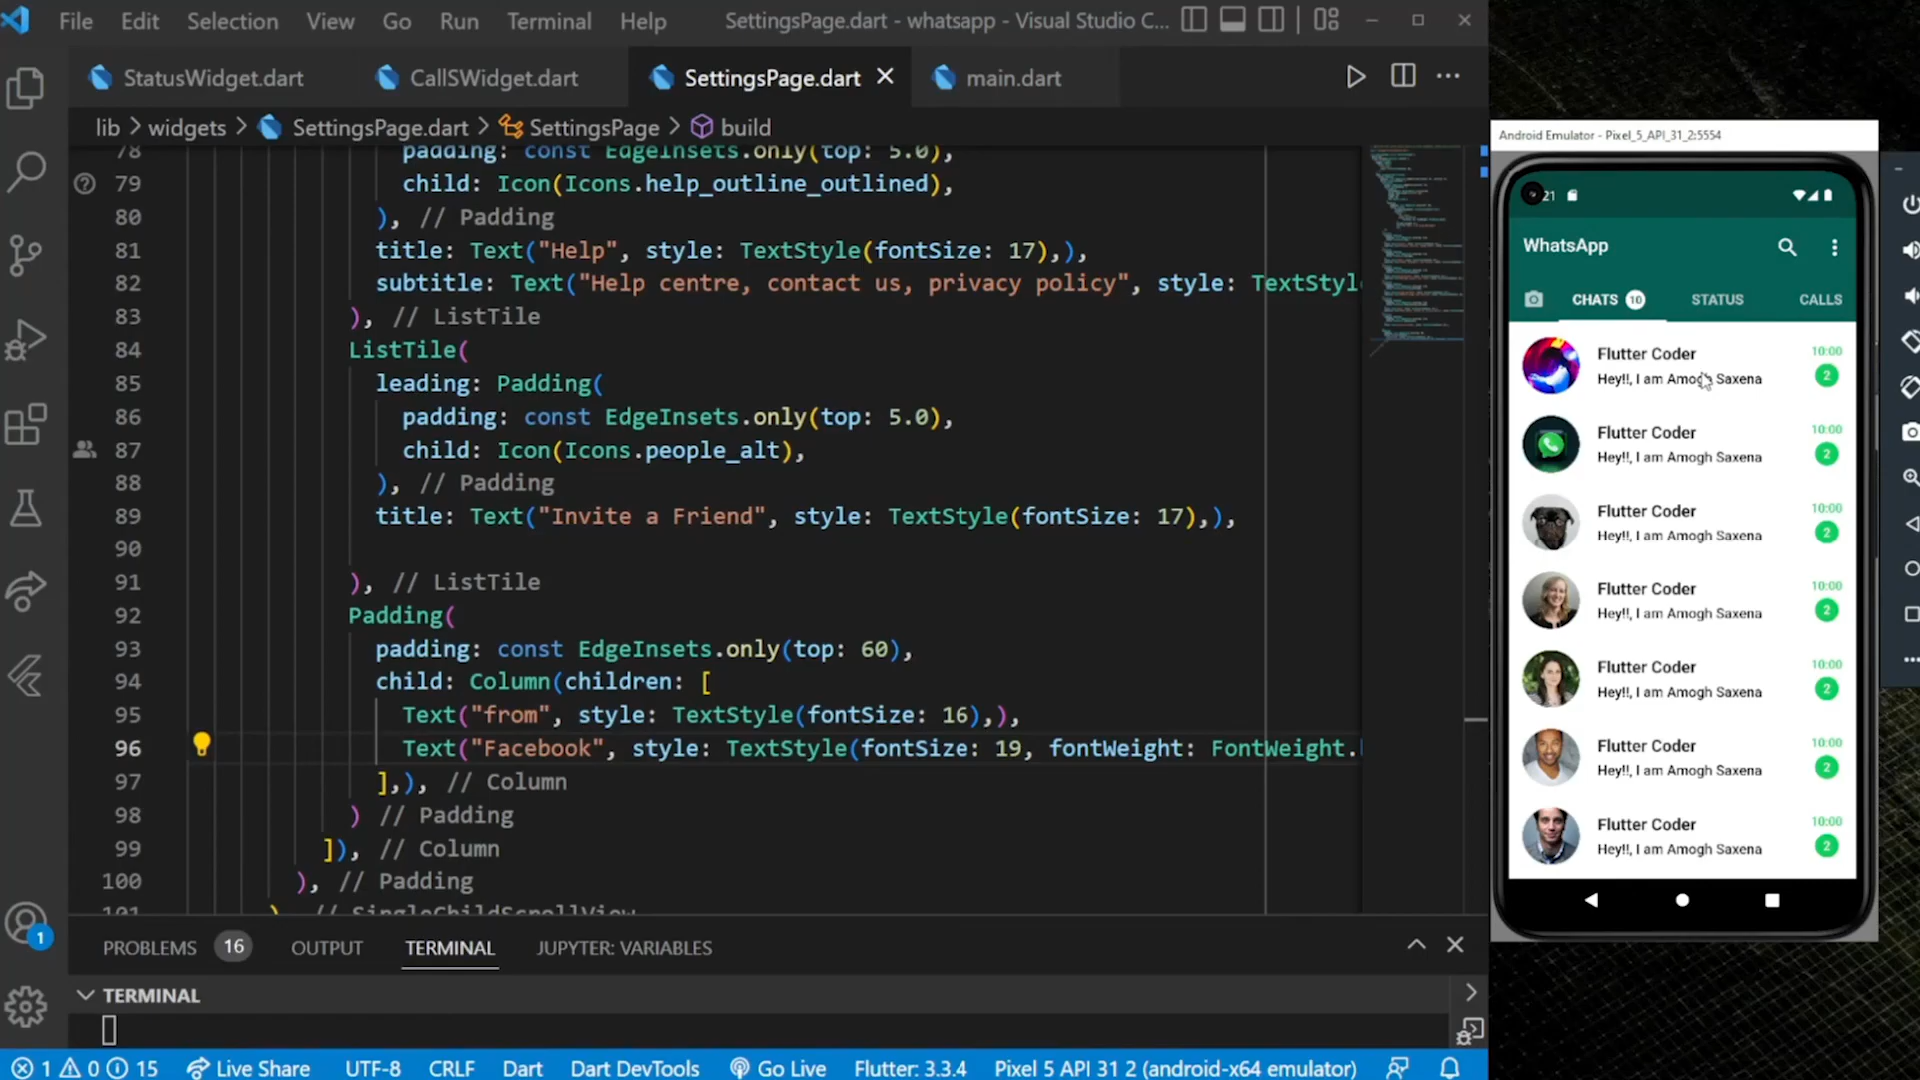 File Edit Selection View Go Run Terminal Help SettingsPage.dart - whatsapp - Visual Studio C...
StatusWidget.dart CallSWidget.dart SettingsPage.dart main.dart
lib > widgets > SettingsPage.dart > SettingsPage > build
78 padding: const EdgeInsets.only(top: 5.0),
79 child: Icon(Icons.help_outline_outlined),
80 ), // Padding
81 title: Text("Help", style: TextStyle(fontSize: 17),),
82 subtitle: Text("Help centre, contact us, privacy policy", style: TextStyl
83 ), // ListTile
84 ListTile(
85 leading: Padding(
86 padding: const EdgeInsets.only(top: 5.0),
87 child: Icon(Icons.people_alt),
88 ), // Padding
89 title: Text("Invite a Friend", style: TextStyle(fontSize: 17),),
90
91 ), // ListTile
92 Padding(
93 padding: const EdgeInsets.only(top: 60),
94 child: Column(children: [
95 Text("from", style: TextStyle(fontSize: 16),),
96 Text("Facebook", style: TextStyle(fontSize: 19, fontWeight: FontWeight.
97 ],), // Column
98 ) // Padding
99 ]), // Column
100 ), // Padding
101 ), // SingleChildScrollView
PROBLEMS 16 OUTPUT TERMINAL JUPYTER: VARIABLES
TERMINAL
1 0 15 Live Share UTF-8 CRLF Dart Dart DevTools Go Live Flutter: 3.3.4 Pixel 5 API 31 2 (android-x64 emulator)
1
Android Emulator - Pixel_5_API_31_2:5554
21
WhatsApp
CHATS 10 STATUS CALLS
Flutter Coder 10:00
Hey!!, I am Amogh Saxena 2
Flutter Coder 10:00
Hey!!, I am Amogh Saxena 2
Flutter Coder 10:00
Hey!!, I am Amogh Saxena 2
Flutter Coder 10:00
Hey!!, I am Amogh Saxena 2
Flutter Coder 10:00
Hey!!, I am Amogh Saxena 2
Flutter Coder 10:00
Hey!!, I am Amogh Saxena 2
Flutter Coder 10:00
Hey!!, I am Amogh Saxena 2